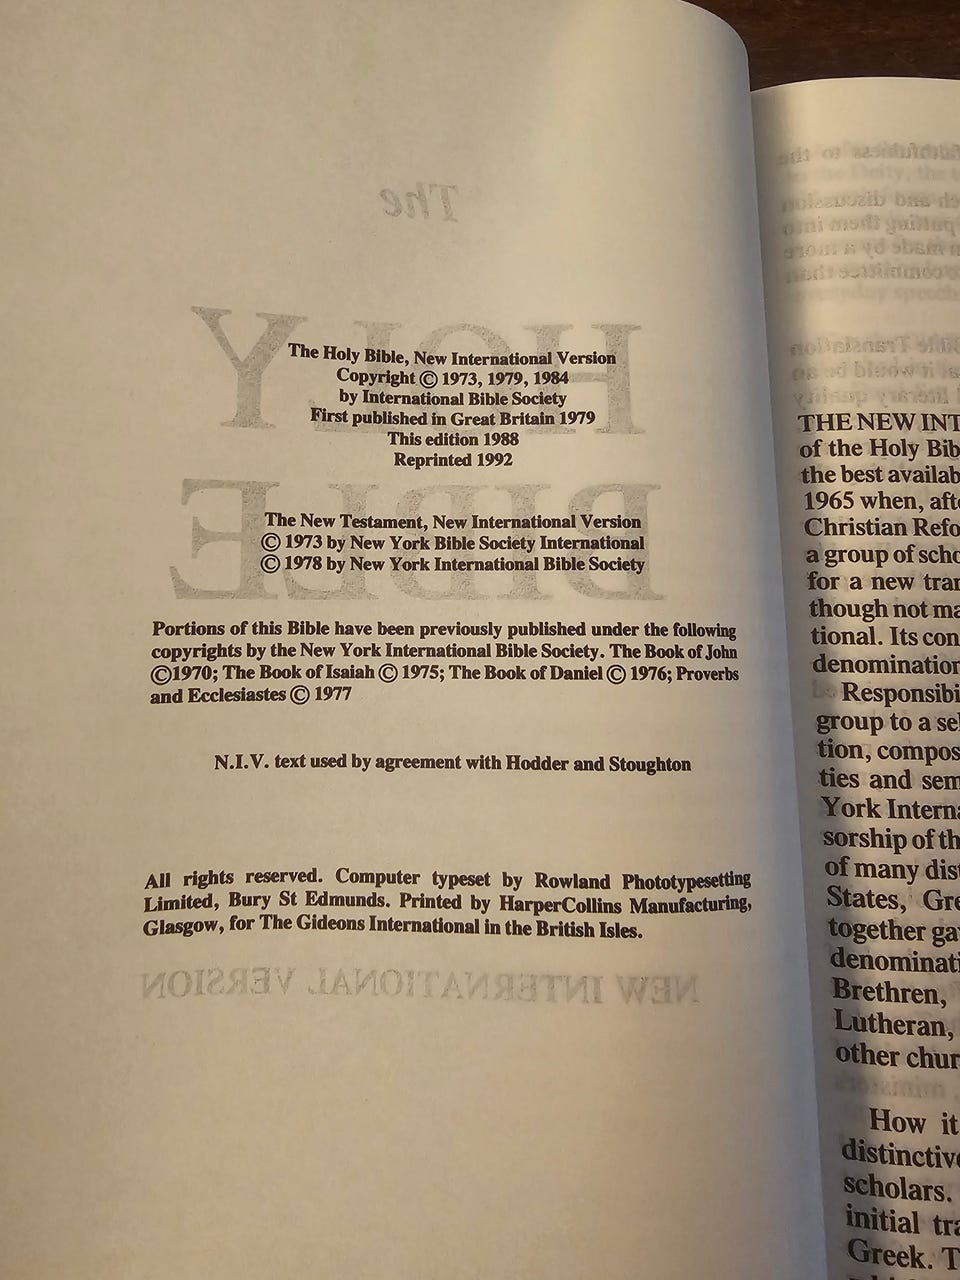 The Holy Bible, New International Version
Copyright © 1973, 1979, 1984
by International Bible Society
First published in Great Britain 1979
This edition 1988
Reprinted 1992
The New Testament, New International Version
© 1973 by New York Bible Society International
© 1978 by New York International Bible Society
Portions of this Bible have been previously published under the following
copyrights by the New York International Bible Society. The Book of John
©1970; The Book of Isaiah © 1975; The Book of Daniel © 1976; Proverbs
and Ecclesiastes © 1977
N.I.V. text used by agreement with Hodder and Stoughton
All rights reserved. Computer typeset by Rowland Phototypesetting
Limited, Bury St Edmunds. Printed by HarperCollins Manufacturing,
Glasgow, for The Gideons International in the British Isles.
The
HOLY
BIBLE
NEW INTERNATIONAL VERSION
THE NEW INT
of the Holy Bib
the best availab
1965 when, afte
Christian Refo
a group of scho
for a new tran
though not ma
tional. Its con
denomination
Responsibi
group to a sel
tion, compos
ties and sem
York Interna
sorship of th
of many dist
States, Gre
together ga
denominati
Brethren,
Lutheran,
other chur
How it
distinctive
scholars.
initial tra
Greek. T